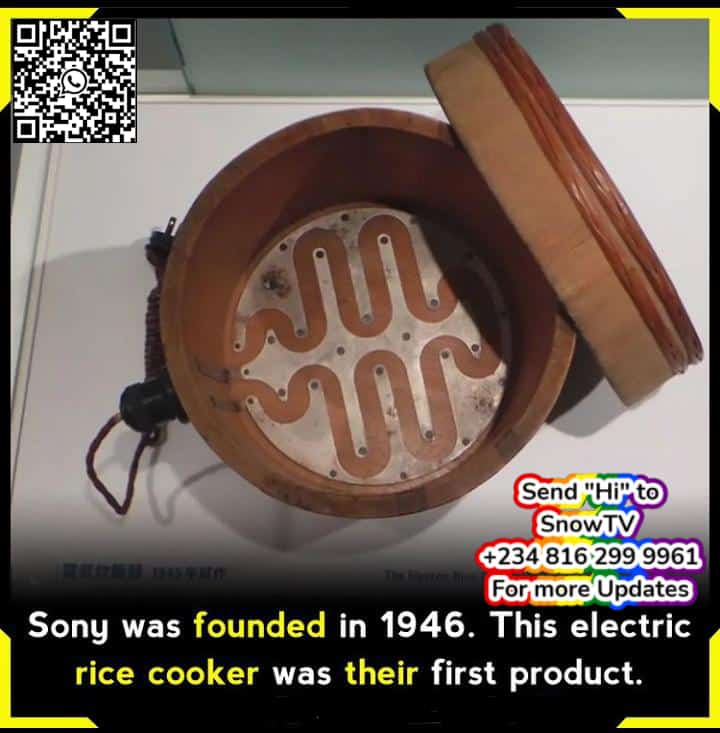 Send "Hi" to
SnowTV
+234 816 299 9961
For more Updates
Sony was founded in 1946. This electric
rice cooker was their first product.